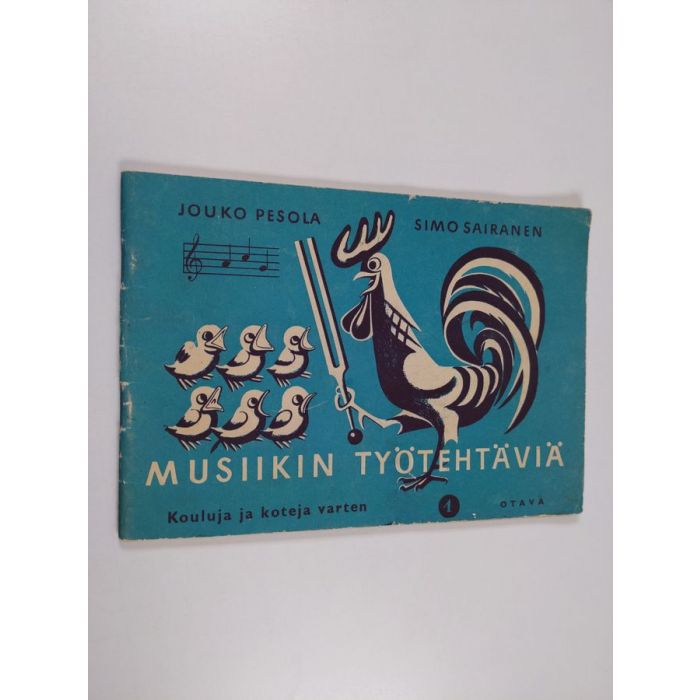 JOUKO PESOLA
SIMO SAIRANEN
MUSIIKIN TYÖTEHTÄVIÄ
Kouluja ja koteja varten
1
OTAVA